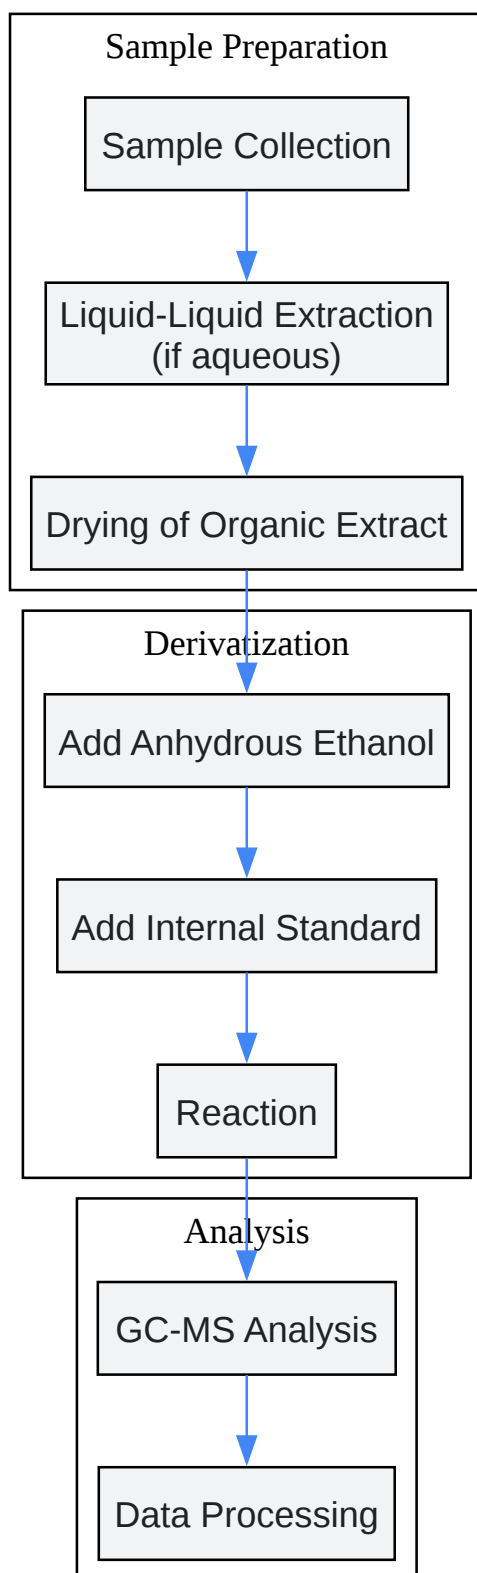 Sample Preparation
Sample Collection
Liquid-Liquid Extraction
(if aqueous)
Drying of Organic Extract
Derivatization
Add Anhydrous Ethanol
Add Internal Standard
Reaction
Analysis
GC-MS Analysis
Data Processing